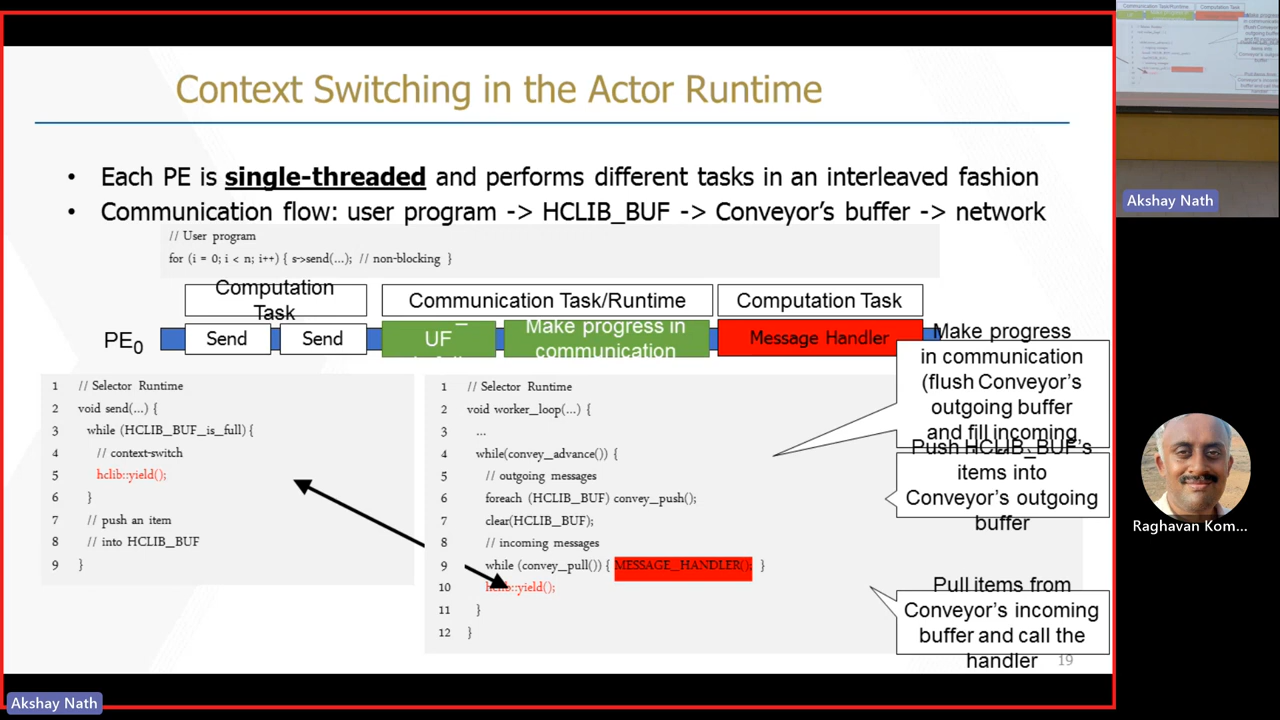 Context Switching in the Actor Runtime
• Each PE is single-threaded and performs different tasks in an interleaved fashion
• Communication flow: user program -> HCLIB_BUF -> Conveyor's buffer -> network
// User program
for (i = 0; i < n; i++) { s->send(...); // non-blocking }
Computation
Task
Communication Task/Runtime
Computation Task
PE0
Send
Send
UF
Make progress in
communication
Message Handler
1 // Selector Runtime
2 void send(...) {
3 while (HCLIB_BUF_is_full) {
4 // context-switch
5 hclib::yield();
6 }
7 // push an item
8 // into HCLIB_BUF
9 }
1 // Selector Runtime
2 void worker_loop(...) {
3 ...
4 while(convey_advance()) {
5 // outgoing messages
6 foreach (HCLIB_BUF) convey_push();
7 clear(HCLIB_BUF);
8 // incoming messages
9 while (convey_pull()) { MESSAGE_HANDLER(); }
10 hclib::yield();
11 }
12 }
Make progress
in communication
(flush Conveyor's
outgoing buffer
and fill incoming
Push HCLIB_BUF's
items into
Conveyor's outgoing
buffer
Pull items from
Conveyor's incoming
buffer and call the
handler
19
Akshay Nath
Akshay Nath
Raghavan Kom...